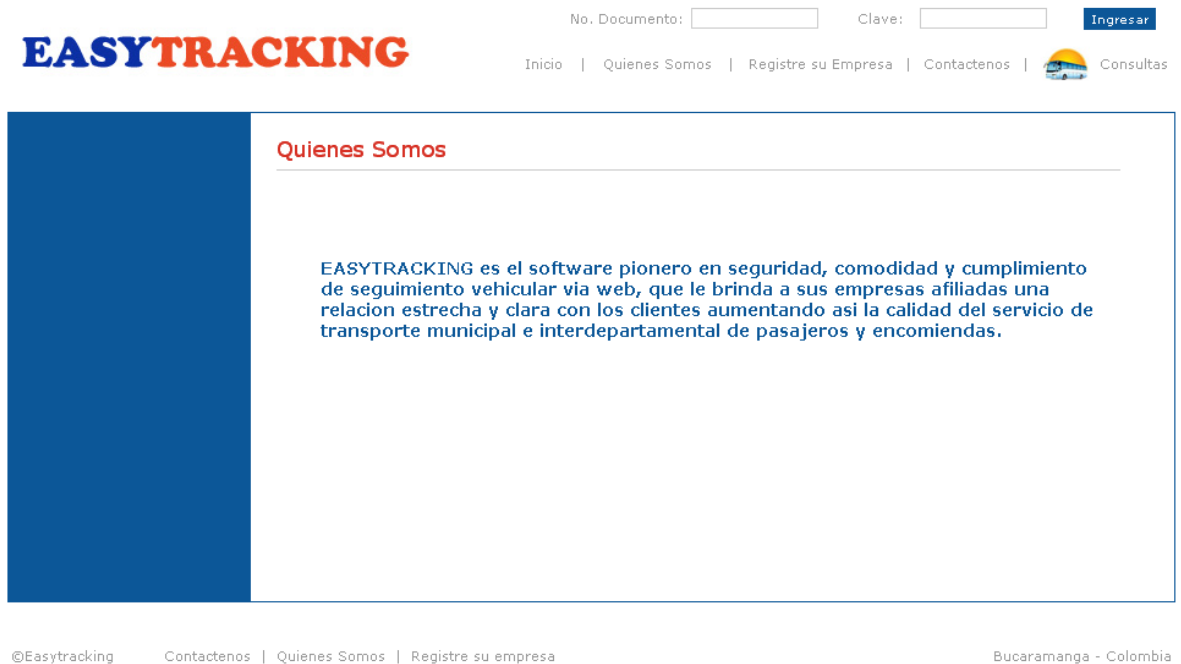 No. Documento: Clave: Ingresar
EASYTRACKING
Inicio | Quienes Somos | Registre su Empresa | Contactenos | Consultas
Quienes Somos
EASYTRACKING es el software pionero en seguridad, comodidad y cumplimiento
de seguimiento vehicular via web, que le brinda a sus empresas afiliadas una
relacion estrecha y clara con los clientes aumentando asi la calidad del servicio de
transporte municipal e interdepartamental de pasajeros y encomiendas.
©Easytracking Contactenos | Quienes Somos | Registre su empresa Bucaramanga - Colombia